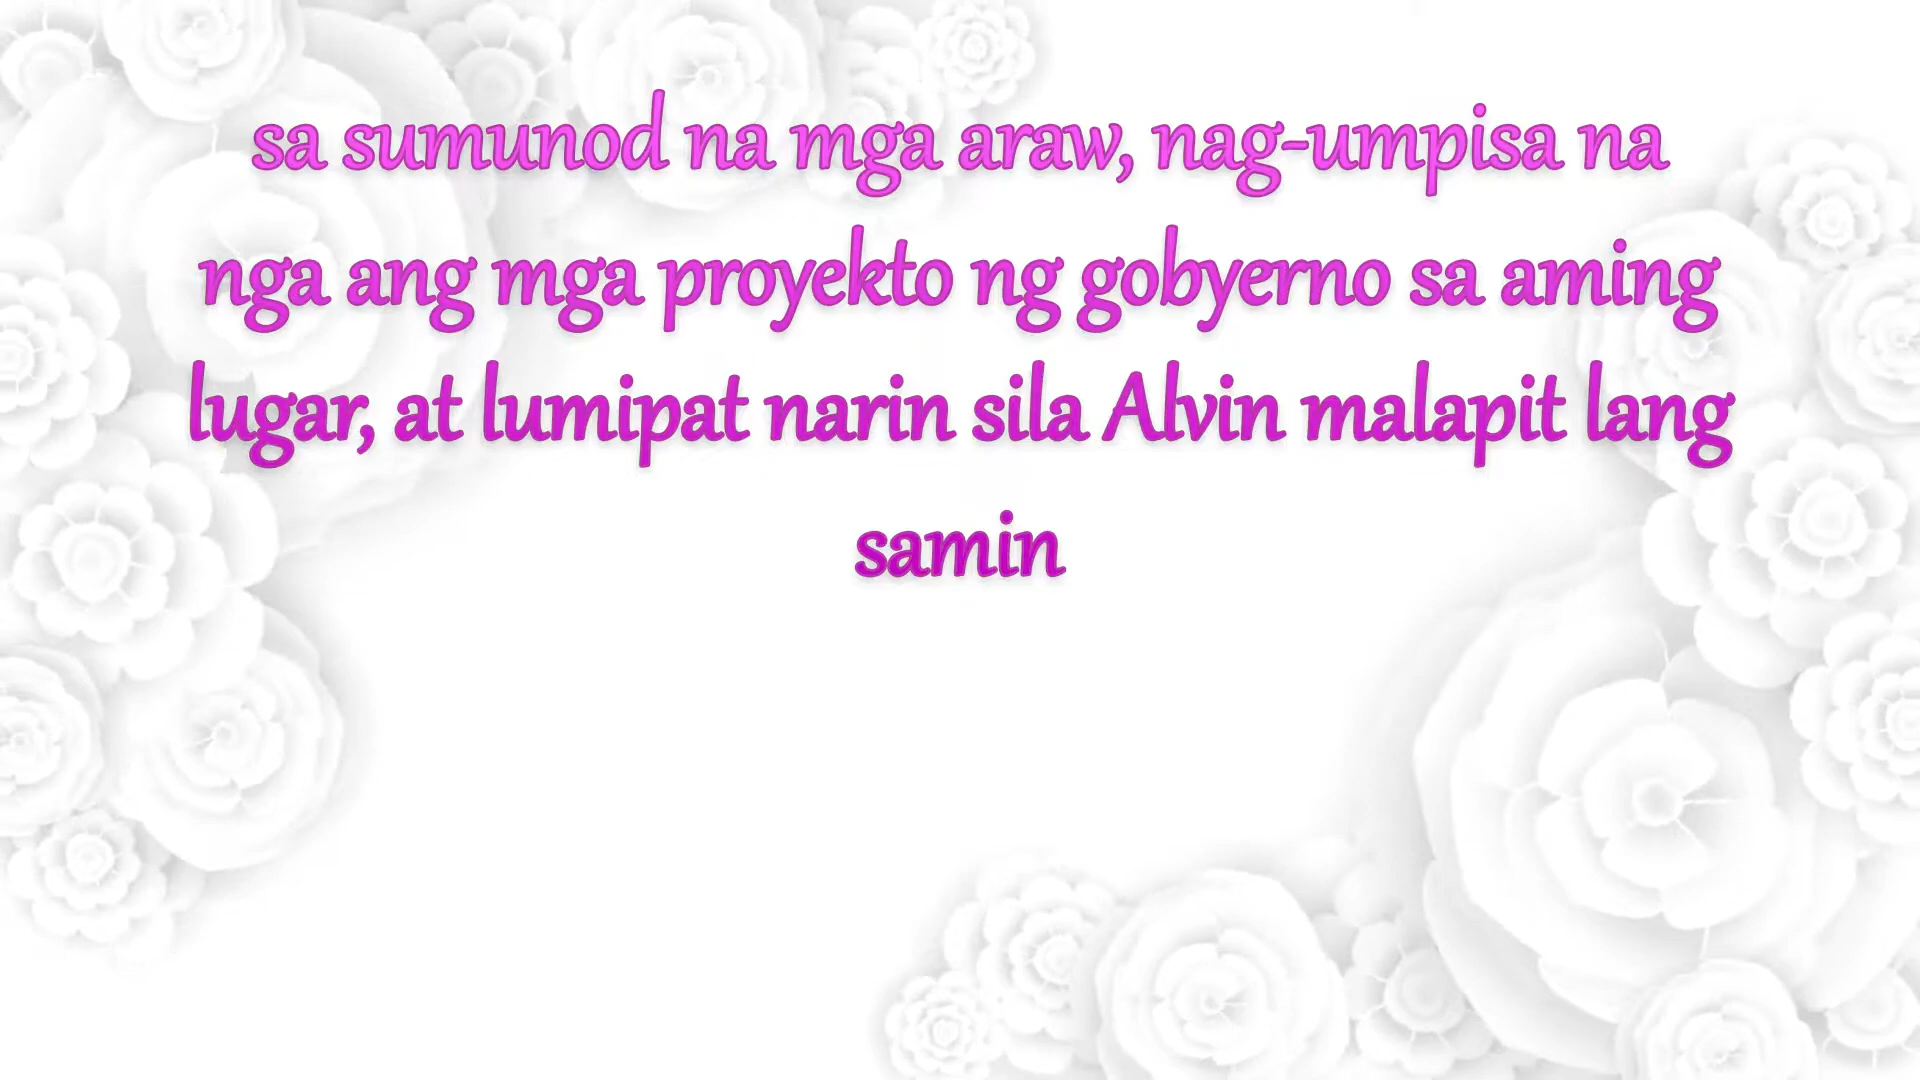 sa sumunod na mga araw, nag-umpisa na
nga ang mga proyekto ng gobyerno sa aming
lugar, at lumipat narin sila Alvin malapit lang
samin